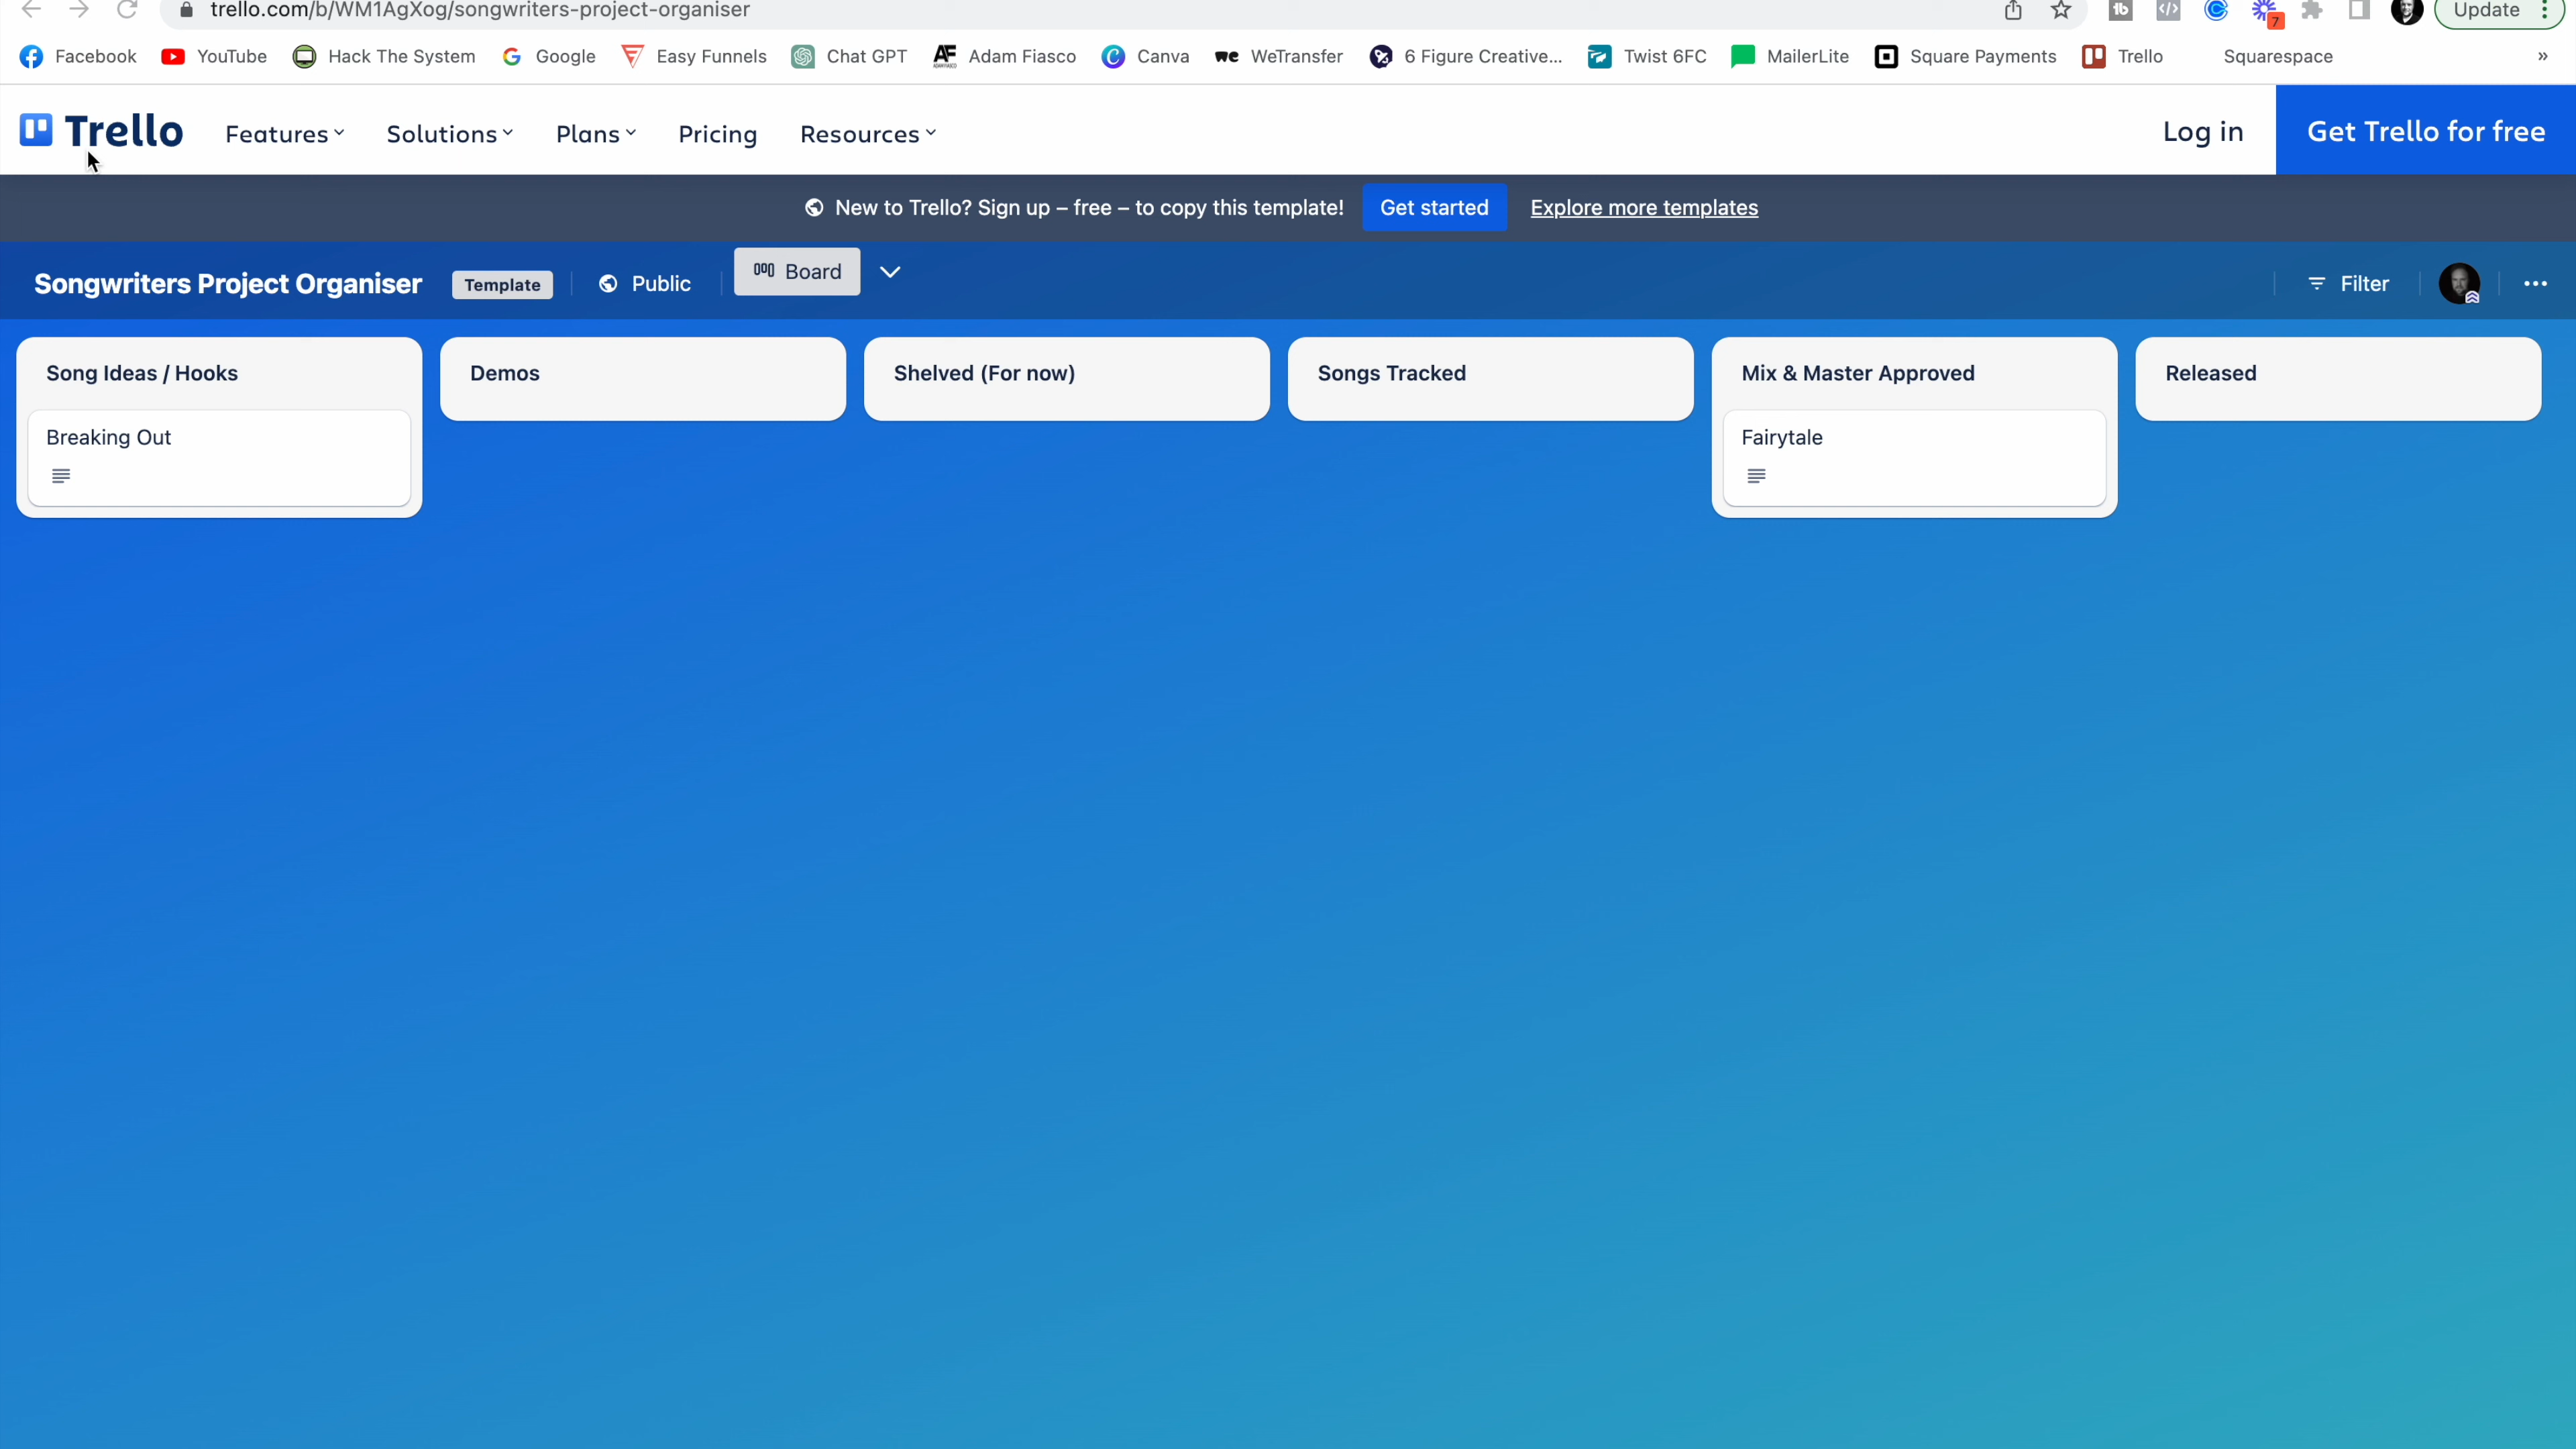 trello.com/b/WM1AgXog/songwriters-project-organiser
7
Update
Facebook YouTube Hack The System Google Easy Funnels Chat GPT Adam Fiasco Canva WeTransfer 6 Figure Creative... Twist 6FC MailerLite Square Payments Trello Squarespace »
Trello Features Solutions Plans Pricing Resources Log in Get Trello for free
New to Trello? Sign up – free – to copy this template! Get started Explore more templates
Songwriters Project Organiser Template Public Board Filter
Song Ideas / Hooks Demos Shelved (For now) Songs Tracked Mix & Master Approved Released
Breaking Out Fairytale